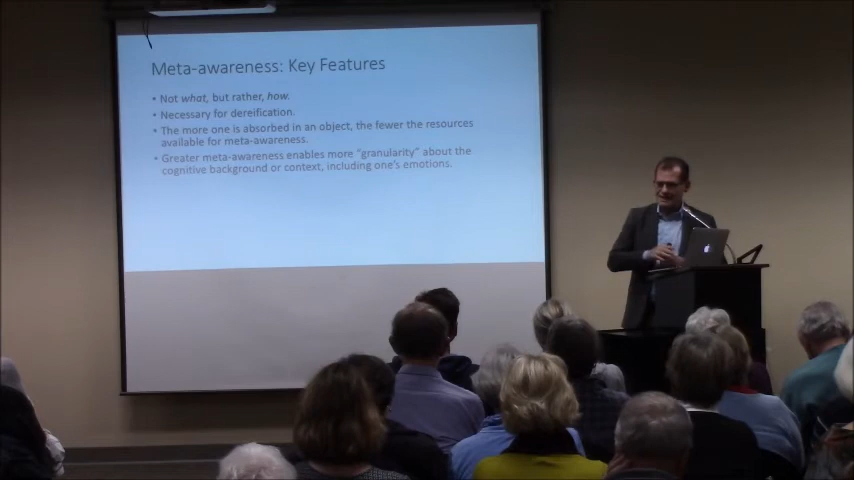 Meta-awareness: Key Features
• Not what, but rather, how.
• Necessary for dereification.
• The more one is absorbed in an object, the fewer the resources
available for meta-awareness.
• Greater meta-awareness enables more “granularity” about the
cognitive background or context, including one’s emotions.